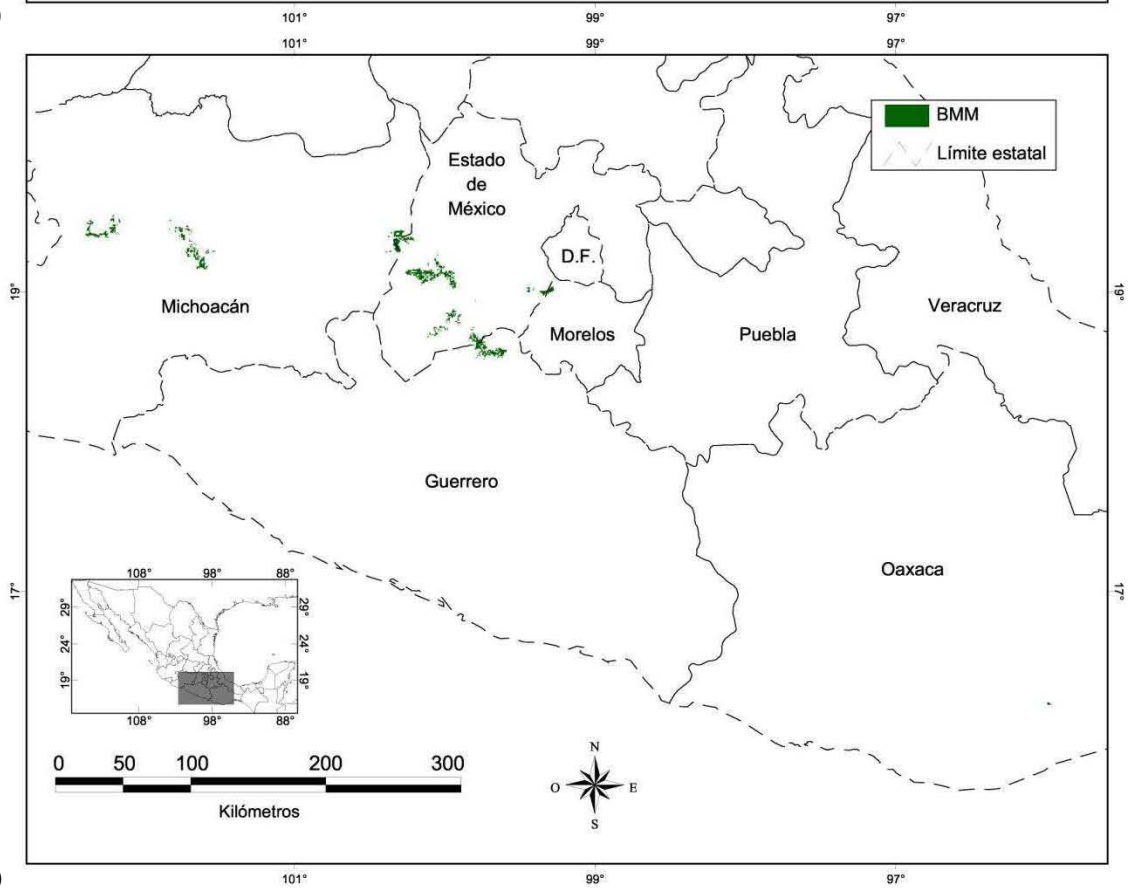 101°
99°
97°
101°
99°
97°
BMM
Límite estatal
Estado
de
México
D.F.
Michoacán
Morelos
Puebla
Veracruz
19°
19°
Guerrero
Oaxaca
17°
17°
108°
98°
88°
29°
29°
24°
24°
19°
19°
108°
98°
88°
0
50
100
200
300
Kilómetros
N
O
E
S
101°
99°
97°